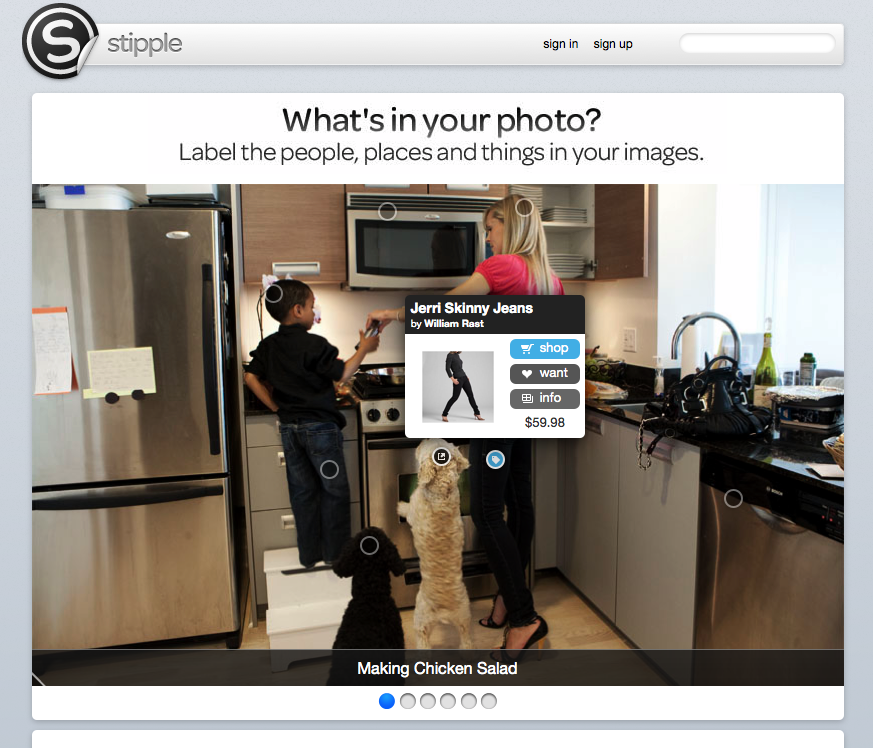 S stipple
sign in sign up
What's in your photo?
Label the people, places and things in your images.
Jerri Skinny Jeans
by William Rast
shop
want
info
$59.98
Making Chicken Salad